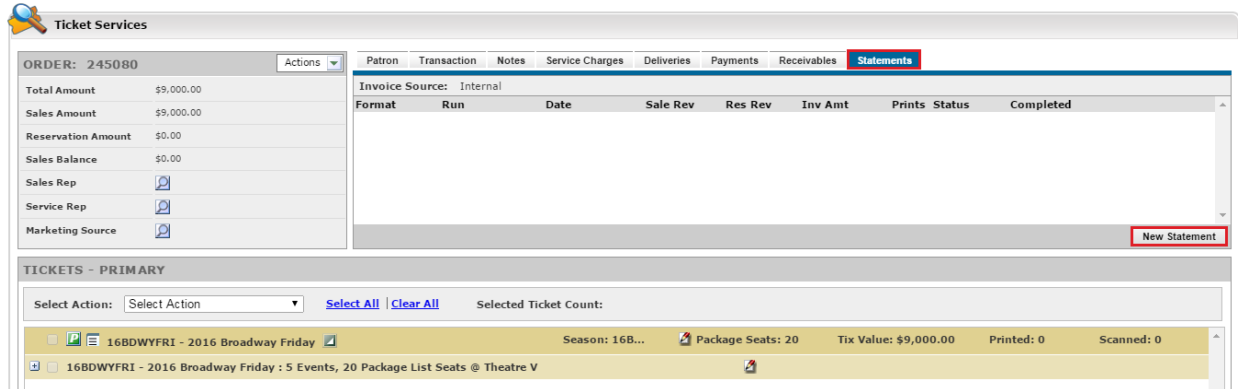 Ticket Services
ORDER: 245080 Actions
Total Amount $9,000.00
Sales Amount $9,000.00
Reservation Amount $0.00
Sales Balance $0.00
Sales Rep
Service Rep
Marketing Source
Patron Transaction Notes Service Charges Deliveries Payments Receivables Statements
Invoice Source: Internal
Format Run Date Sale Rev Res Rev Inv Amt Prints Status Completed
New Statement
TICKETS - PRIMARY
Select Action: Select Action Select All | Clear All Selected Ticket Count:
P 16BDWYFRI - 2016 Broadway Friday Season: 16B... Package Seats: 20 Tix Value: $9,000.00 Printed: 0 Scanned: 0
16BDWYFRI - 2016 Broadway Friday : 5 Events, 20 Package List Seats @ Theatre V